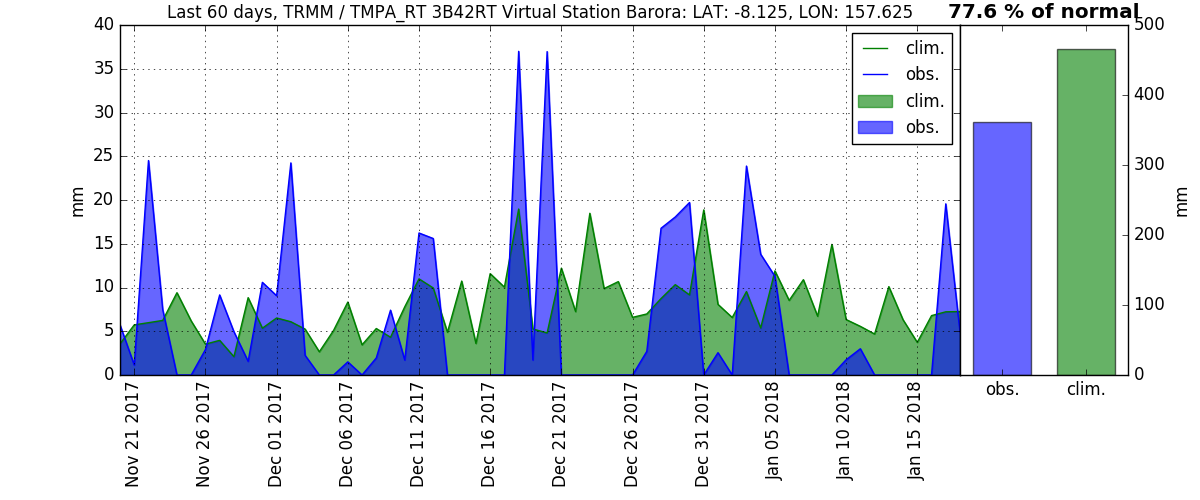 Last 60 days, TRMM / TMPA_RT 3B42RT Virtual Station Barora: LAT: -8.125, LON: 157.625
77.6 % of normal
40
35
30
25
20
15
10
5
0
mm
clim.
obs.
clim.
obs.
500
400
300
200
100
0
mm
obs.
clim.
Nov 21 2017
Nov 26 2017
Dec 01 2017
Dec 06 2017
Dec 11 2017
Dec 16 2017
Dec 21 2017
Dec 26 2017
Dec 31 2017
Jan 05 2018
Jan 10 2018
Jan 15 2018